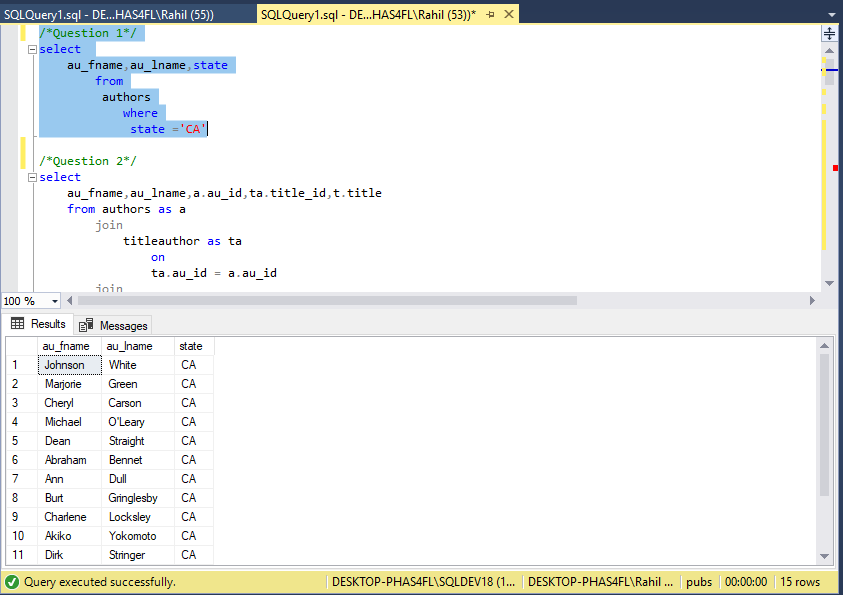 SQLQuery1.sql - DE...HAS4FL\Rahil (55))
SQLQuery1.sql - DE...HAS4FL\Rahil (53))*
/*Question 1*/
select
au_fname,au_lname,state
from
authors
where
state ='CA'
/*Question 2*/
select
au_fname,au_lname,a.au_id,ta.title_id,t.title
from authors as a
join
titleauthor as ta
on
ta.au_id = a.au_id
join
100 %
Results Messages
au_fname au_lname state
1 Johnson White CA
2 Marjorie Green CA
3 Cheryl Carson CA
4 Michael O'Leary CA
5 Dean Straight CA
6 Abraham Bennet CA
7 Ann Dull CA
8 Burt Gringlesby CA
9 Charlene Locksley CA
10 Akiko Yokomoto CA
11 Dirk Stringer CA
Query executed successfully. DESKTOP-PHAS4FL\SQLDEV18 (1... DESKTOP-PHAS4FL\Rahil ... pubs 00:00:00 15 rows